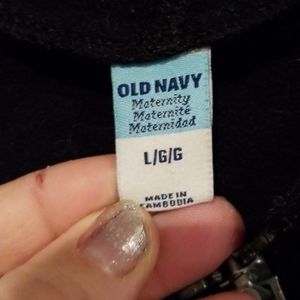 OLD NAVY
Maternity
Maternité
Maternidad
L/G/G
MADE IN
CAMBODIA